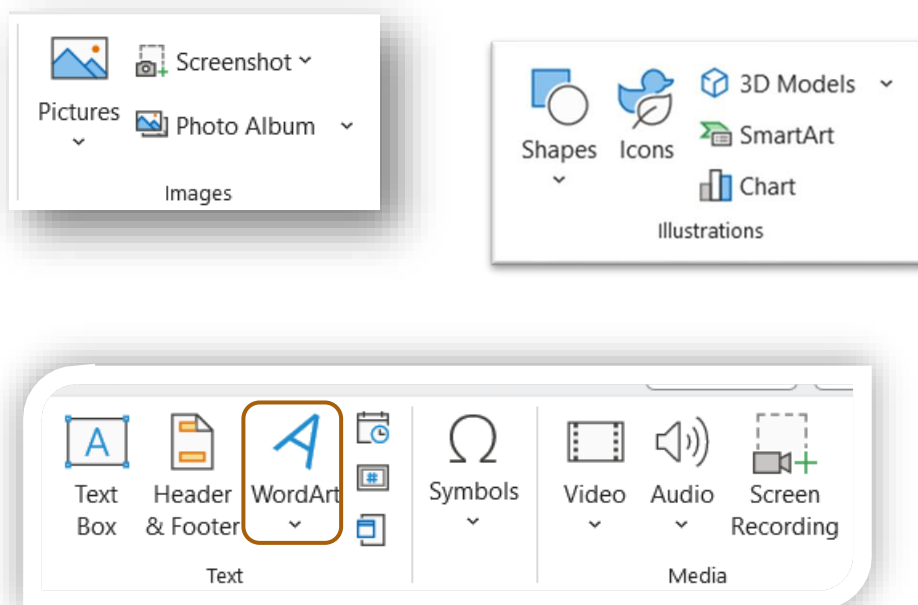 Screenshot
Pictures
Photo Album
Images
3D Models
Shapes Icons
SmartArt
Chart
Illustrations
A
#
Text Header WordArt Symbols Video Audio Screen
Box & Footer Recording
Text Media